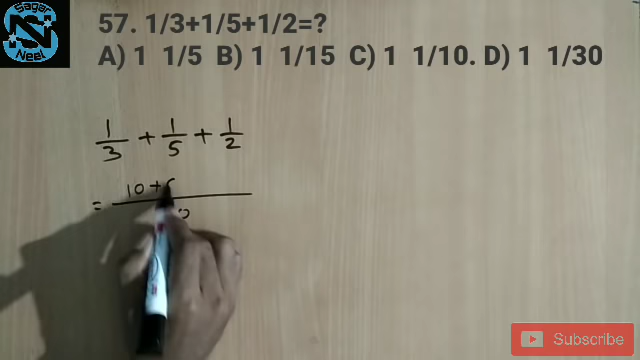 Sagar
Neel
57. 1/3+1/5+1/2=?
A) 1 1/5 B) 1 1/15 C) 1 1/10. D) 1 1/30
1/3 + 1/5 + 1/2
= 10 +
Subscribe